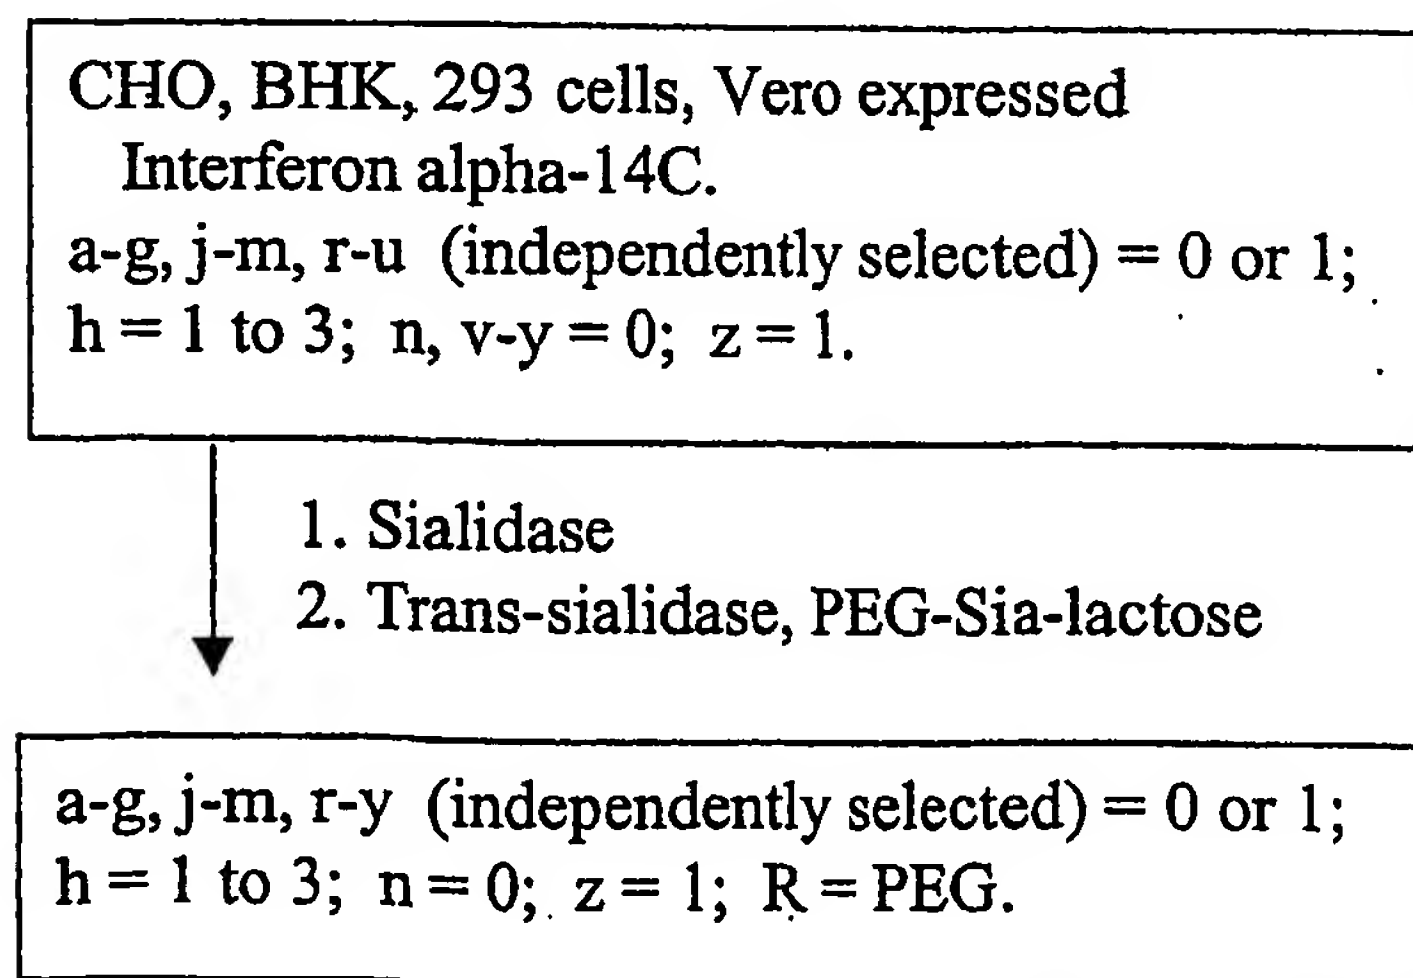 CHO, BHK, 293 cells, Vero expressed
Interferon alpha-14C.
a-g, j-m, r-u (independently selected) = 0 or 1;
h = 1 to 3; n, v-y = 0; z = 1.
1. Sialidase
2. Trans-sialidase, PEG-Sia-lactose
a-g, j-m, r-y (independently selected) = 0 or 1;
h = 1 to 3; n = 0; z = 1; R = PEG.